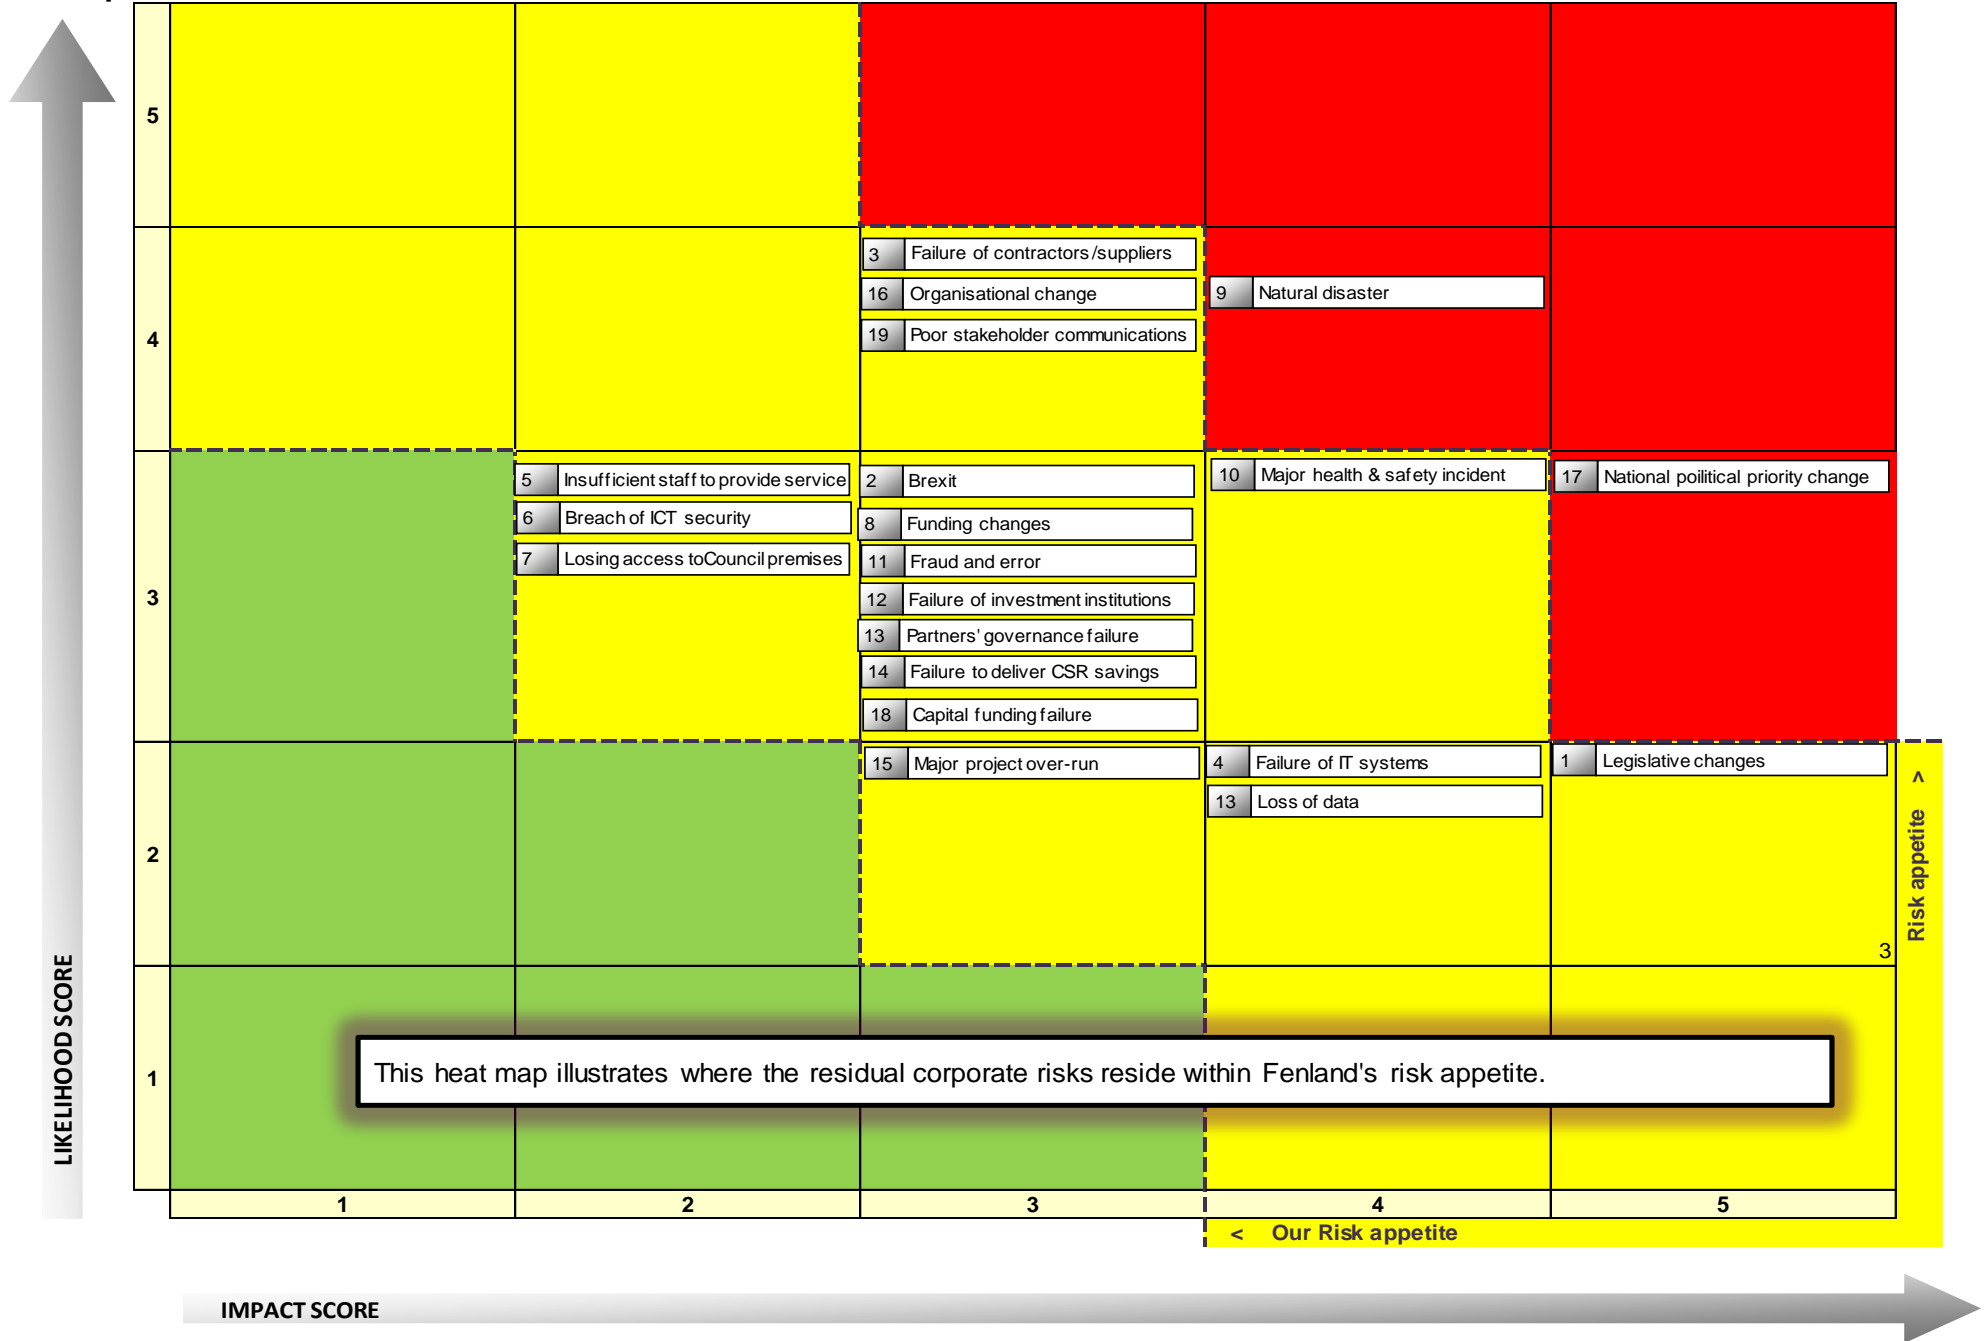 5
4
3 Failure of contractors/suppliers
16 Organisational change
9 Natural disaster
19 Poor stakeholder communications
3
5 Insufficient staff to provide service
6 Breach of ICT security
7 Losing access toCouncil premises
2 Brexit
8 Funding changes
11 Fraud and error
12 Failure of investment institutions
13 Partners' governance failure
14 Failure to deliver CSR savings
18 Capital funding failure
10 Major health & safety incident
17 National poilitical priority change
2
15 Major project over-run
4 Failure of IT systems
13 Loss of data
1 Legislative changes
3
Risk appetite >
1
This heat map illustrates where the residual corporate risks reside within Fenland's risk appetite.
1 2 3 4 5
< Our Risk appetite
LIKELIHOOD SCORE
IMPACT SCORE